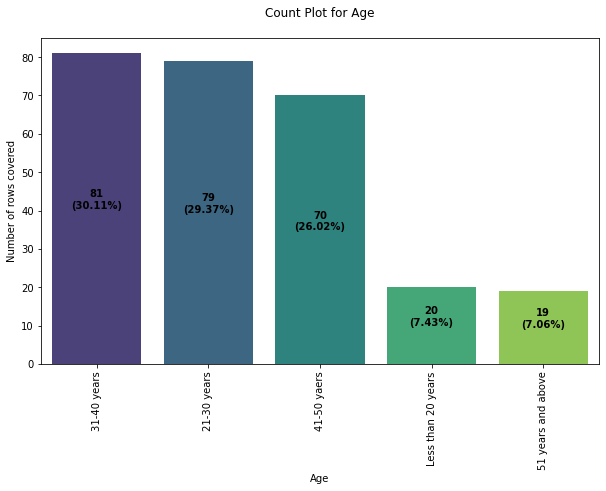 Count Plot for Age
Number of rows covered
80
70
60
50
40
30
20
10
0
81
(30.11%)
79
(29.37%)
70
(26.02%)
20
(7.43%)
19
(7.06%)
31-40 years
21-30 years
41-50 yaers
Less than 20 years
51 years and above
Age